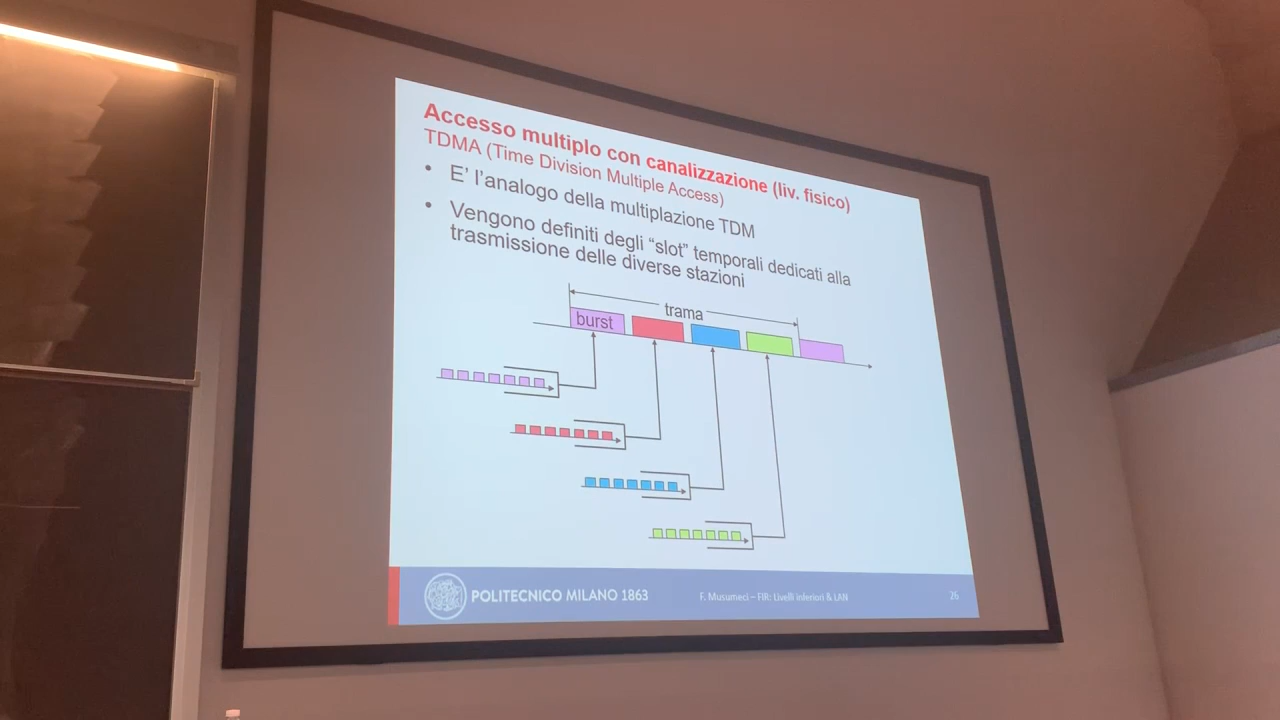 Accesso multiplo con canalizzazione (liv. fisico)
TDMA (Time Division Multiple Access)
• E' l'analogo della multiplazione TDM
• Vengono definiti degli “slot” temporali dedicati alla
trasmissione delle diverse stazioni
trama
burst
POLITECNICO MILANO 1863
F. Musumeci – FIR: Livelli inferiori & LAN
26